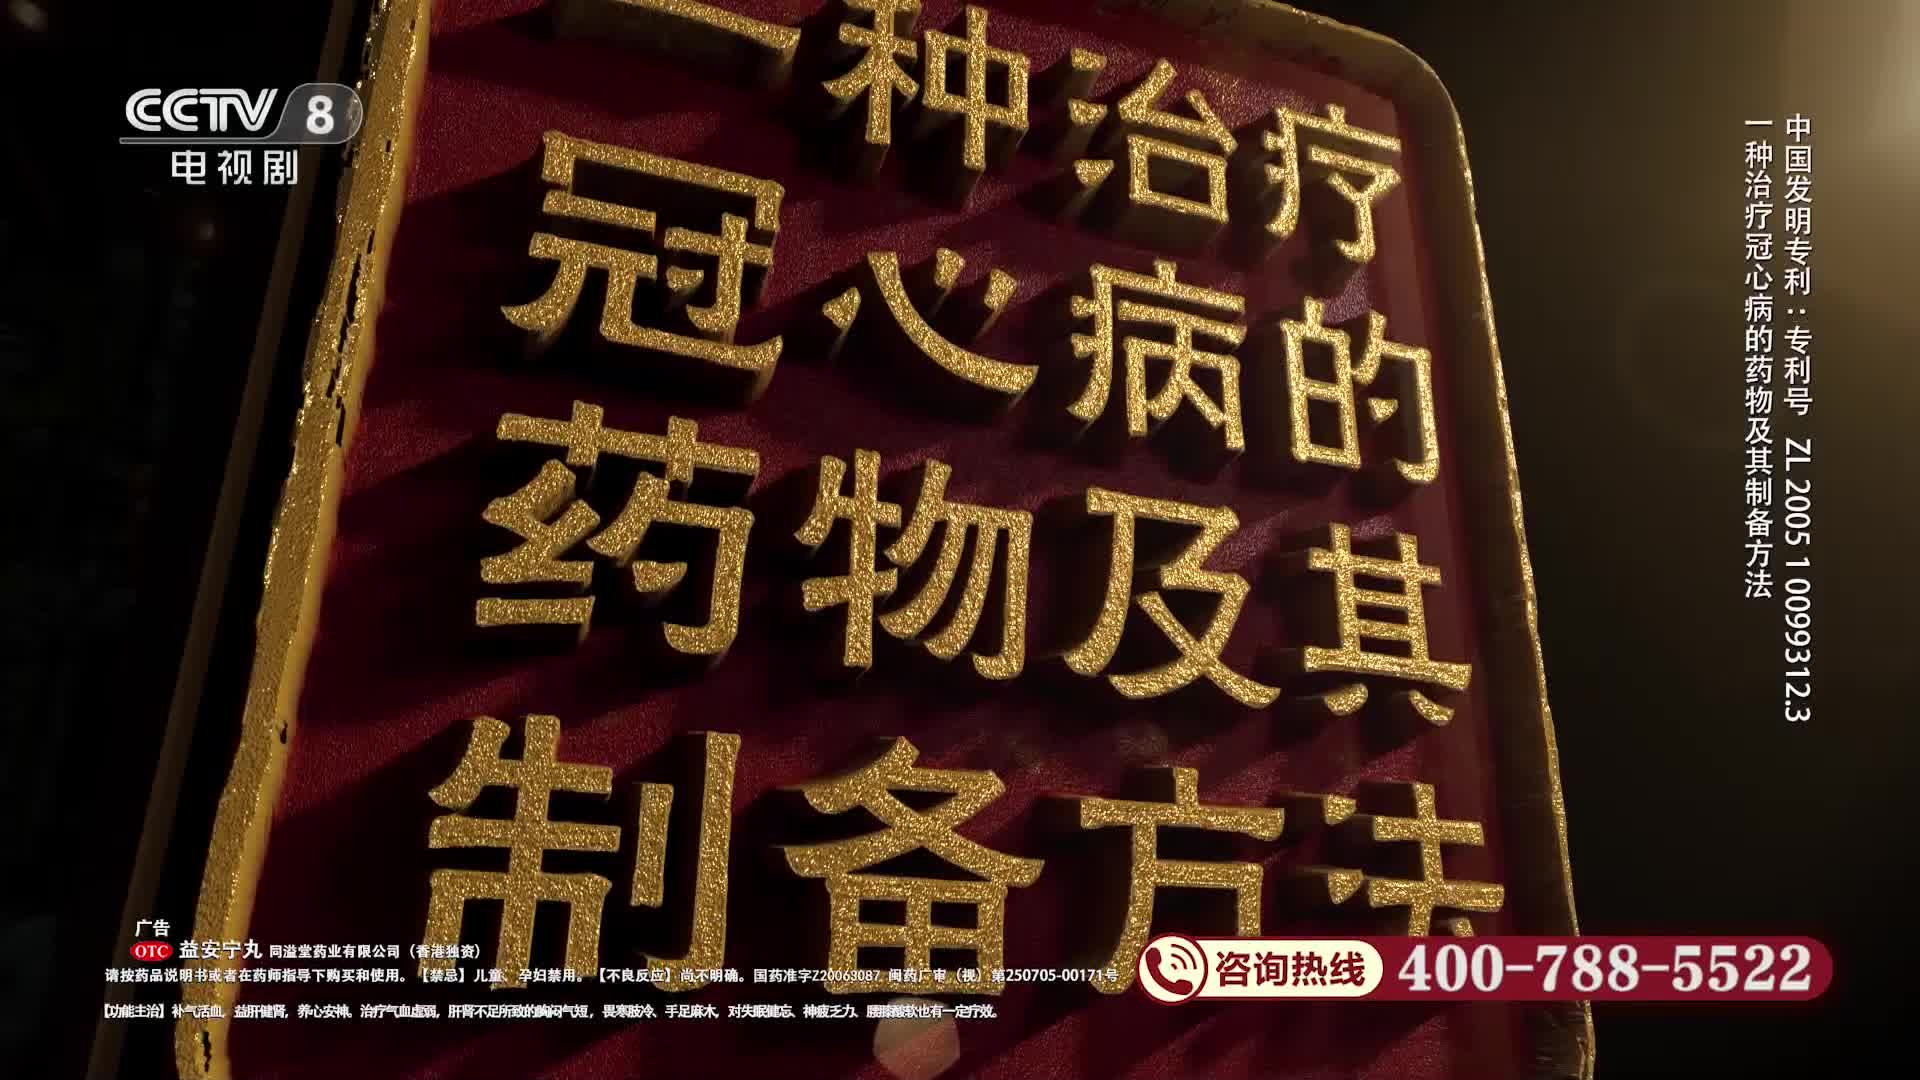 CCTV 8
电视剧
一种治疗
冠心病的
药物及其
制备方法
中国发明专利：专利号 ZL 2005 1 0099312.3
一种治疗冠心病的药物及其制备方法
广告
OTC 益安宁丸 同溢堂药业有限公司（香港独资）
请按药品说明书或者在药师指导下购买和使用。【禁忌】儿童、孕妇禁用。【不良反应】尚不明确。国药准字Z20063087 闽药广审（视）第250705-00171号
【功能主治】补气活血，益肝健肾，养心安神。治疗气血虚弱，肝肾不足所致的胸闷气短，畏寒肢冷、手足麻木，对失眠健忘、神疲乏力、腰膝酸软也有一定疗效。
咨询热线 400-788-5522